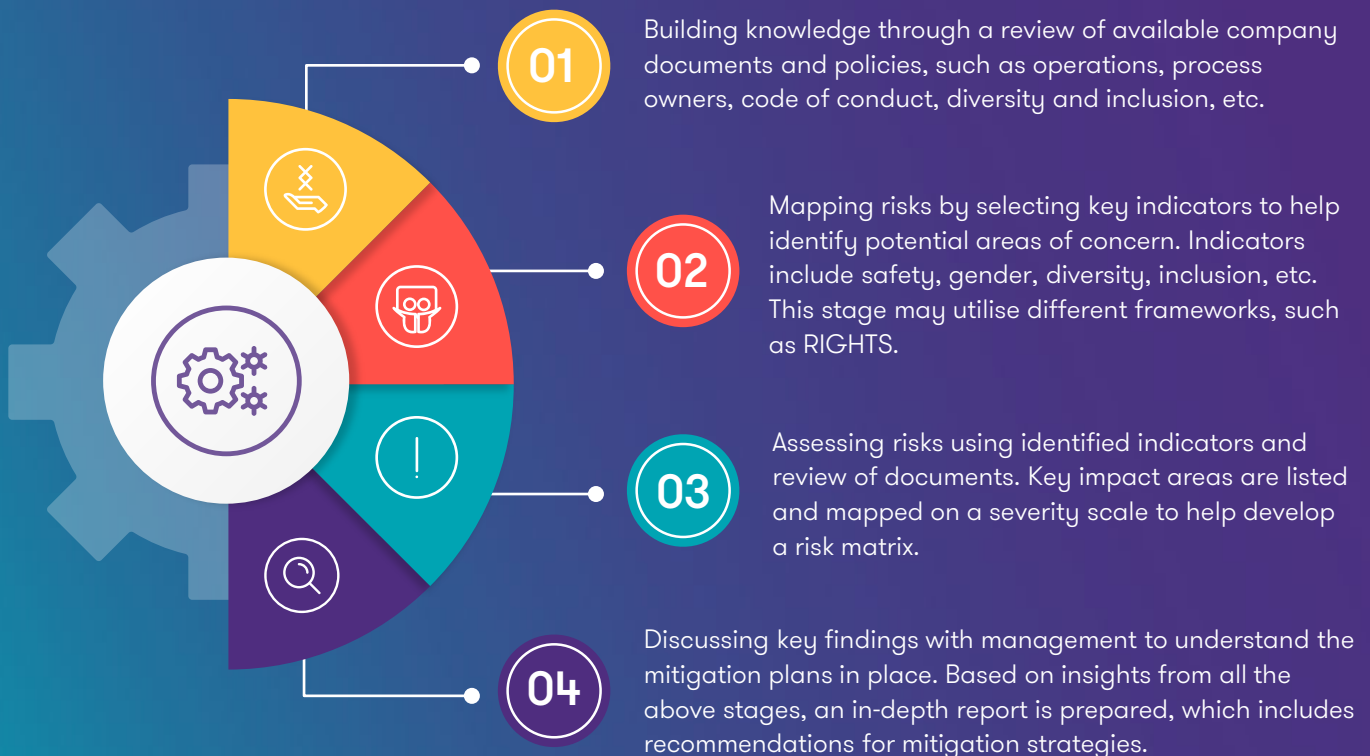 01
Building knowledge through a review of available company
documents and policies, such as operations, process
owners, code of conduct, diversity and inclusion, etc.
02
Mapping risks by selecting key indicators to help
identify potential areas of concern. Indicators
include safety, gender, diversity, inclusion, etc.
This stage may utilise different frameworks, such
as RIGHTS.
03
Assessing risks using identified indicators and
review of documents. Key impact areas are listed
and mapped on a severity scale to help develop
a risk matrix.
04
Discussing key findings with management to understand the
mitigation plans in place. Based on insights from all the
above stages, an in-depth report is prepared, which includes
recommendations for mitigation strategies.